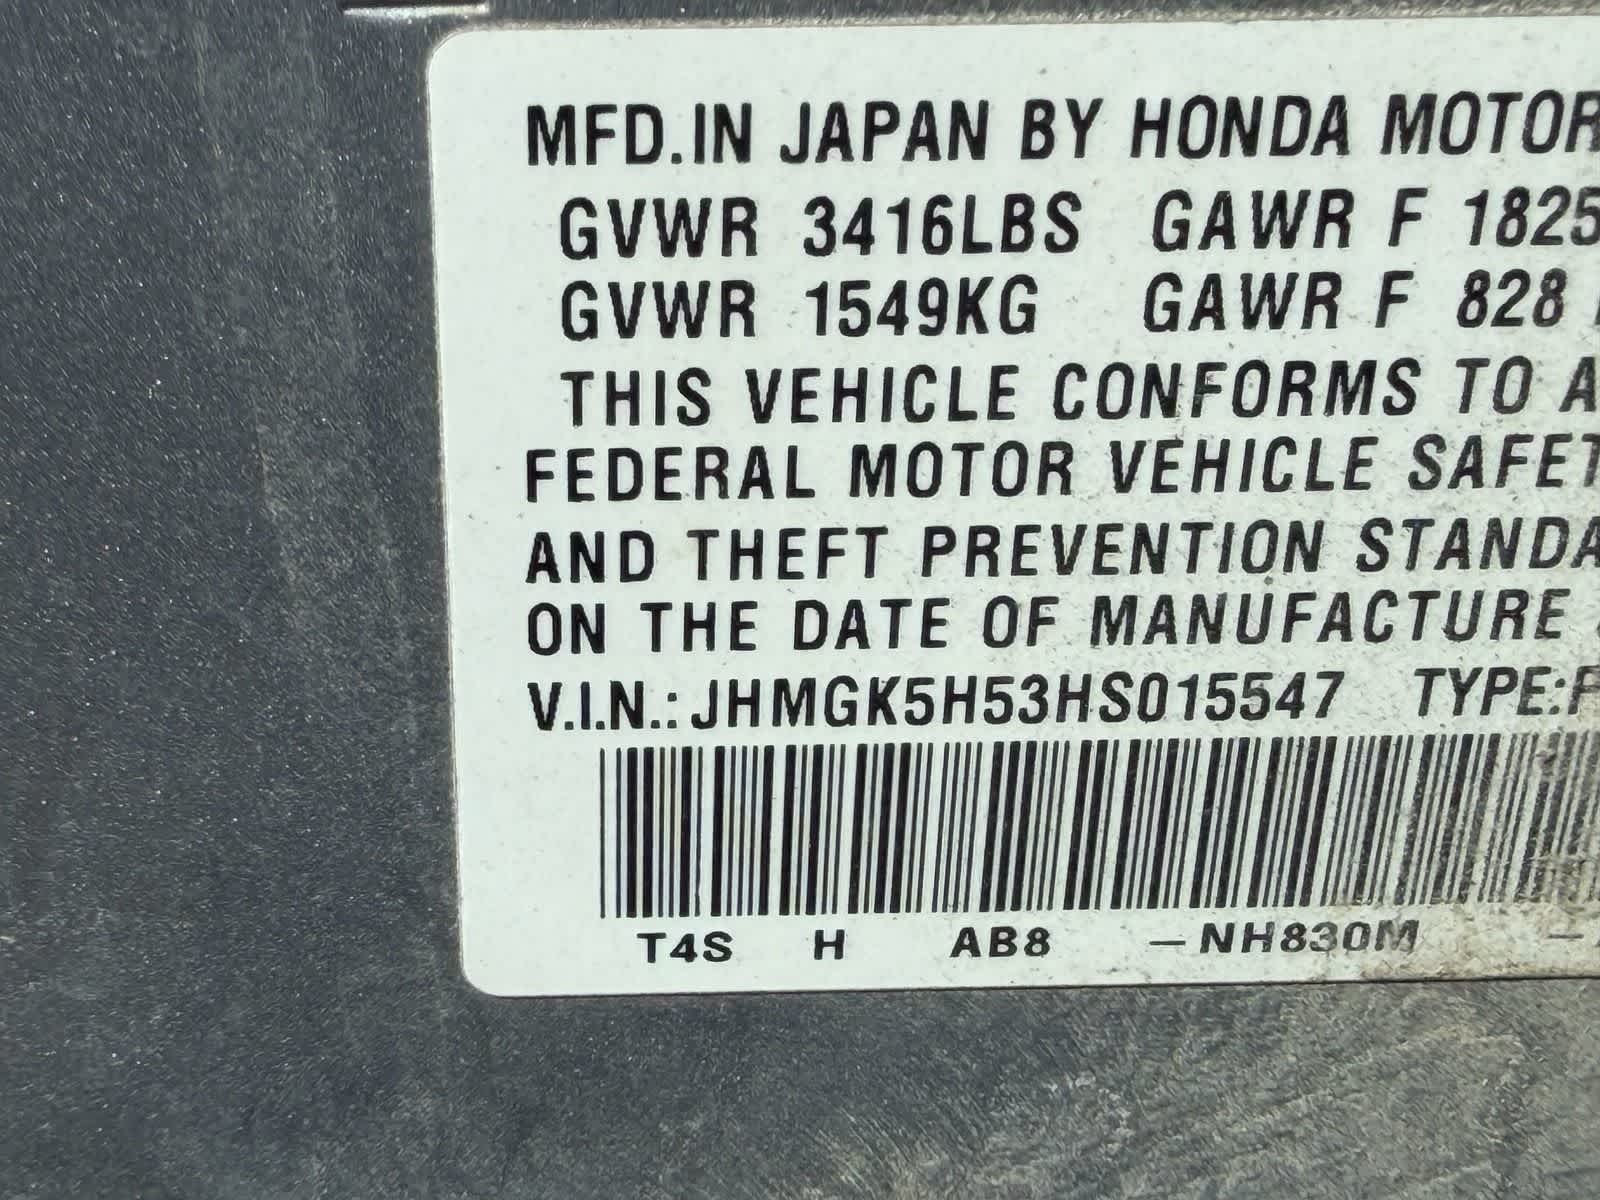 MFD.IN JAPAN BY HONDA MOTOR
GVWR 3416LBS GAWR F 1825
GVWR 1549KG GAWR F 828
THIS VEHICLE CONFORMS TO A
FEDERAL MOTOR VEHICLE SAFET
AND THEFT PREVENTION STANDA
ON THE DATE OF MANUFACTURE
V.I.N.: JHMGK5H53HS015547 TYPE:
T4S H AB8 -NH830M -